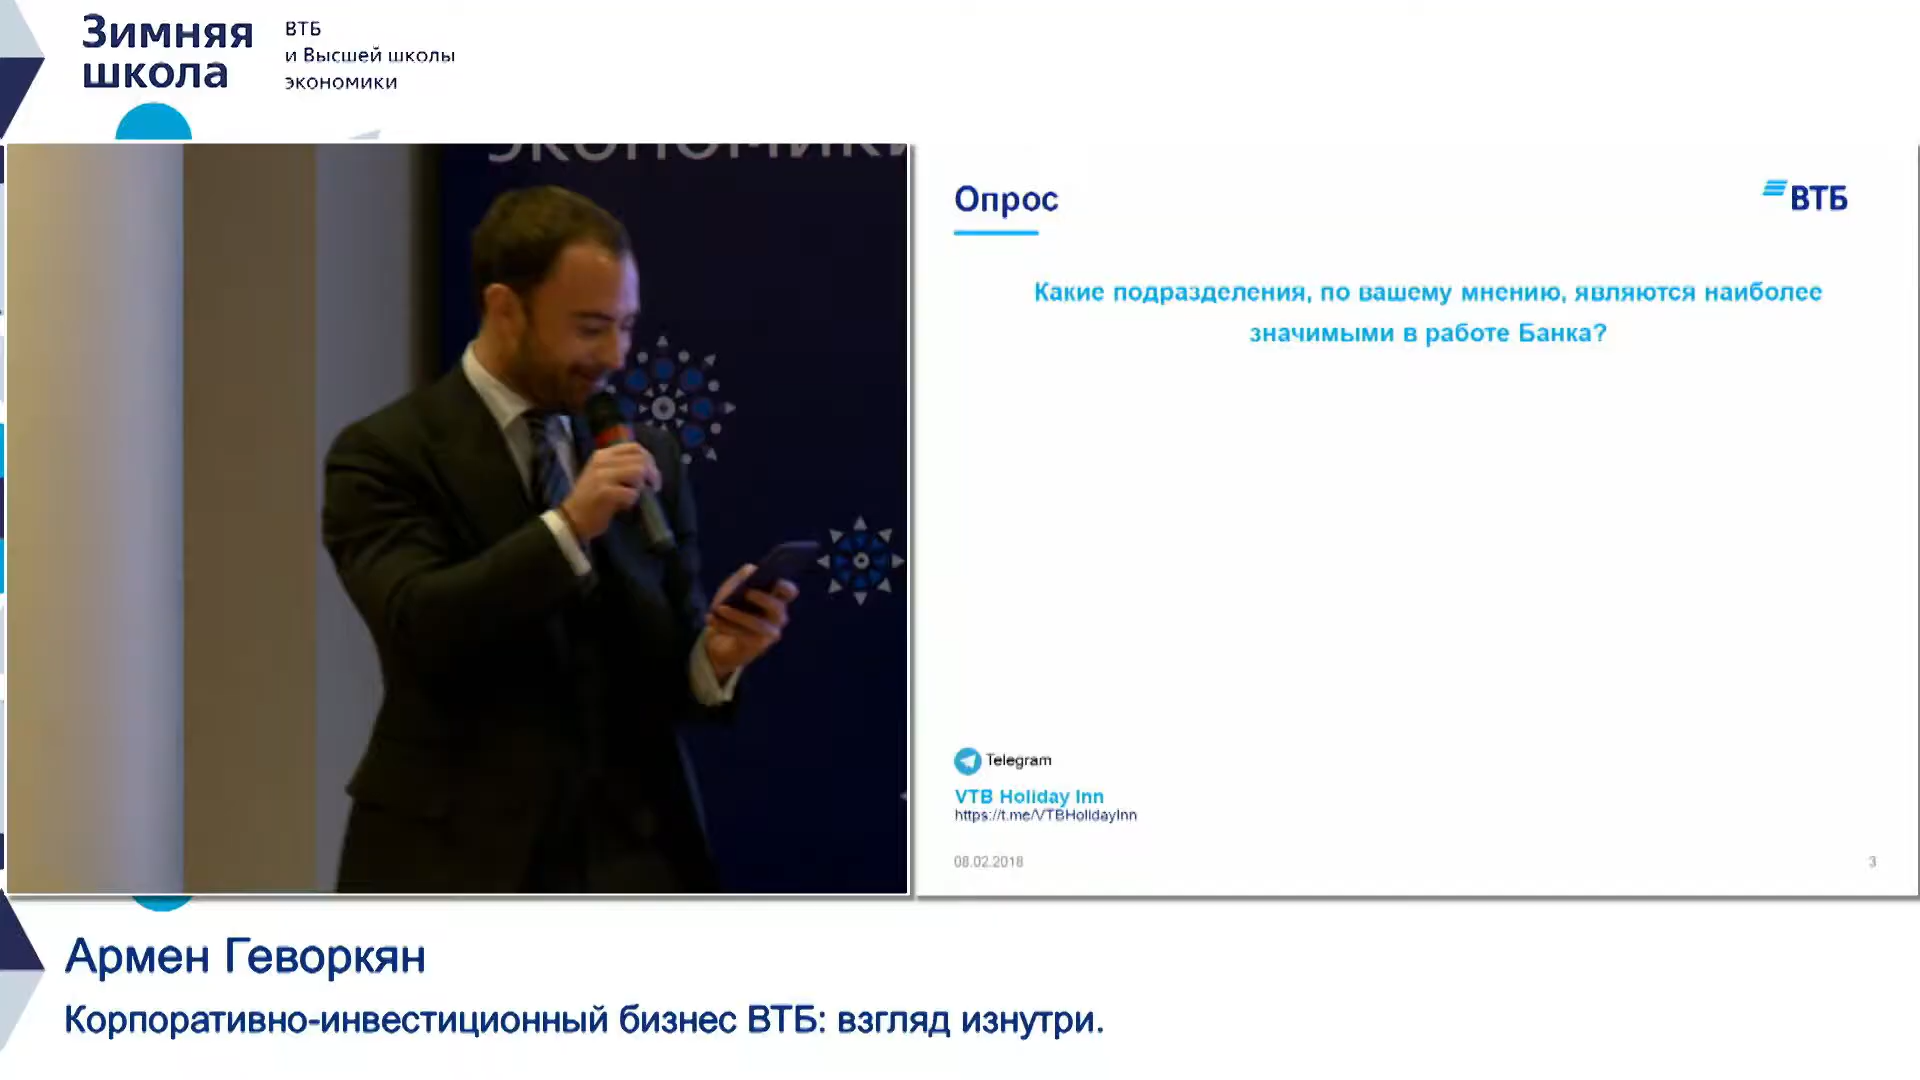 Зимняя
школа
ВТБ
и Высшей школы
экономики
ЭКОНОМИКИ
Опрос
ВТБ
Какие подразделения, по вашему мнению, являются наиболее
значимыми в работе Банка?
Telegram
VTB Holiday Inn
https://t.me/VTBHolidayInn
08.02.2018
3
Армен Геворкян
Корпоративно-инвестиционный бизнес ВТБ: взгляд изнутри.